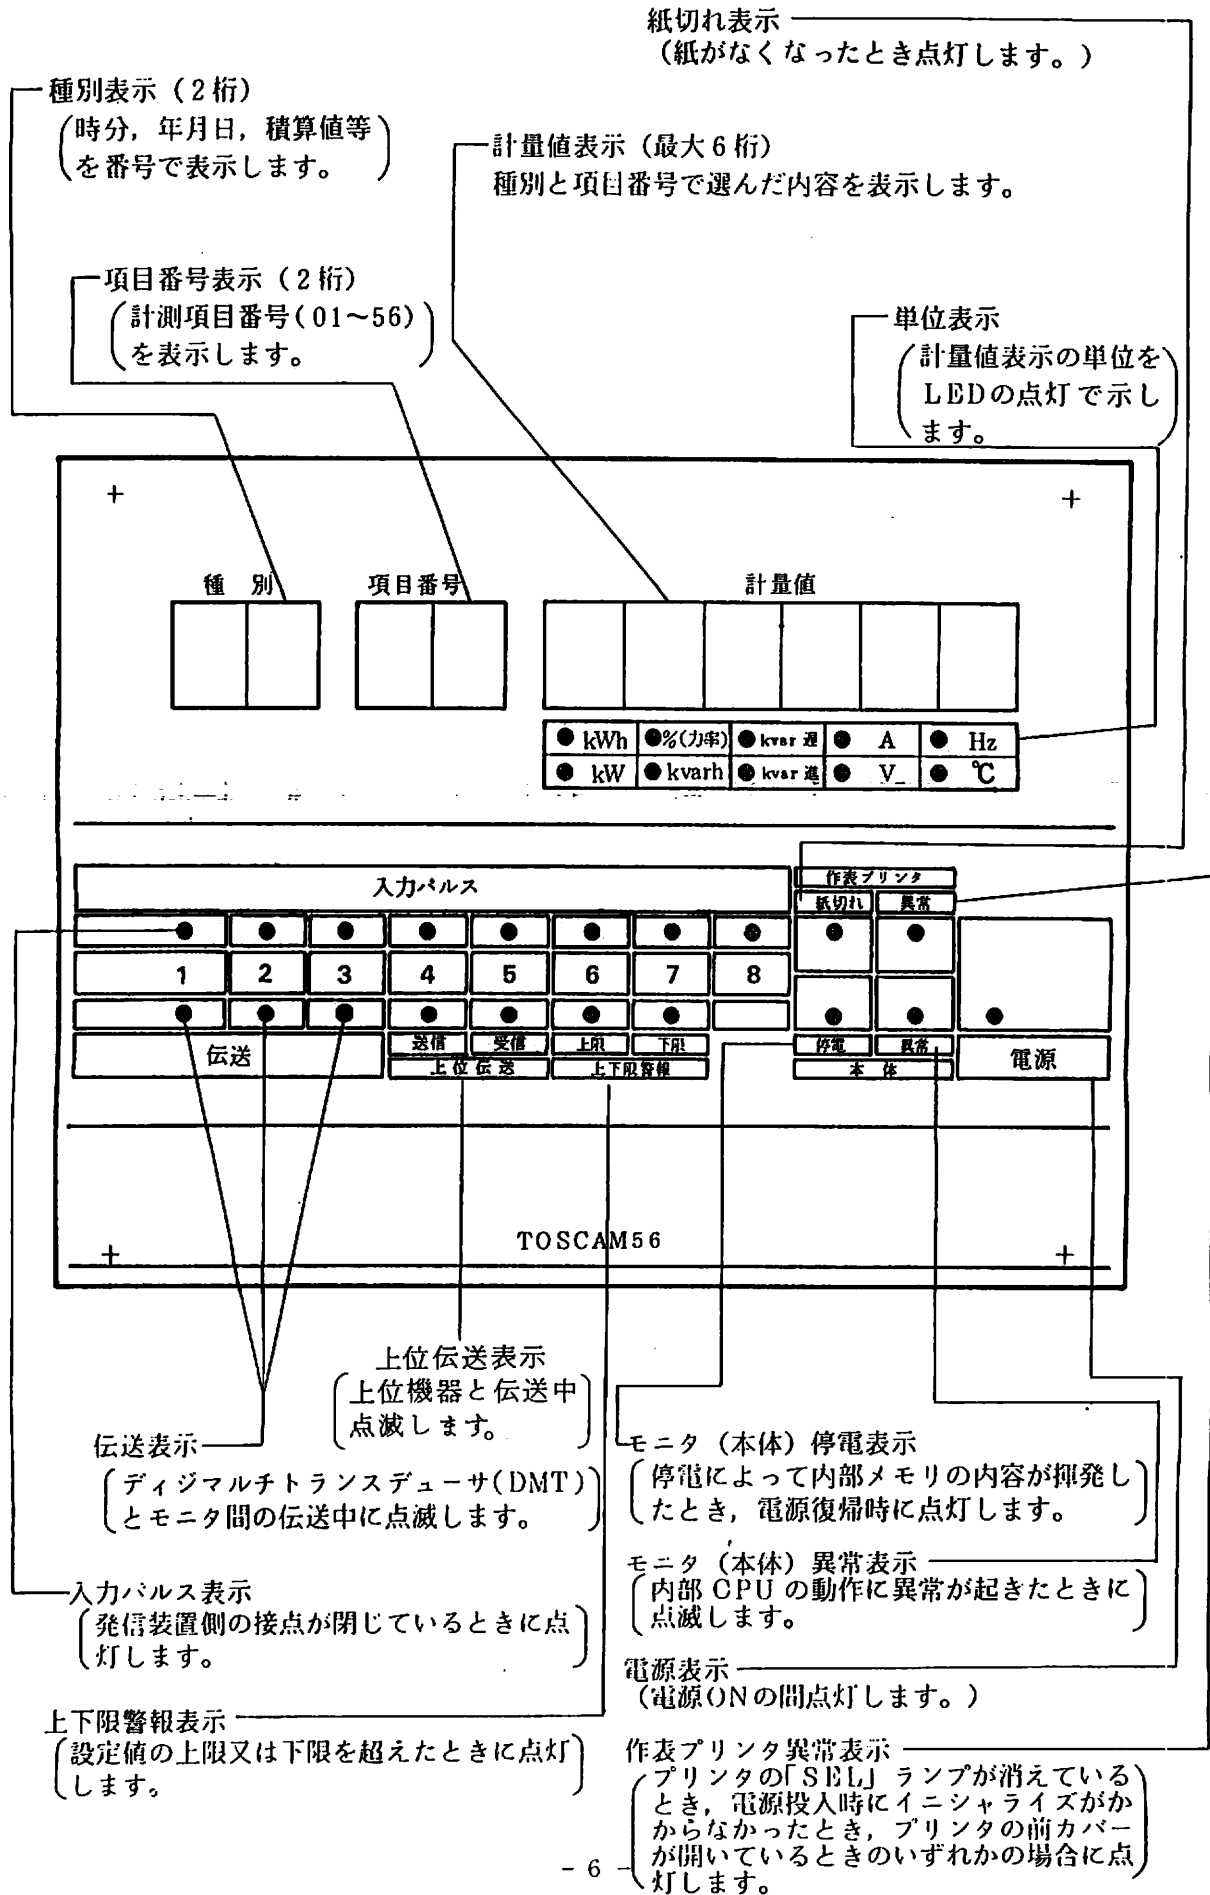 紙切れ表示
(紙がなくなったとき点灯します。)
種別表示（2桁）
時分，年月日，積算値等
を番号で表示します。
計量値表示（最大6桁）
種別と項目番号で選んだ内容を表示します。
項目番号表示（2桁）
計測項目番号(01〜56)
を表示します。
単位表示
計量値表示の単位を
LEDの点灯で示し
ます。
+ +
種 別 項目番号 計量値
kWh %(力率) kvar 遅 A Hz
kW kvarh kvar 進 V ℃
入力パルス 作表プリンタ
紙切れ 異常
1 2 3 4 5 6 7 8
伝送 送信 受信 上限 下限 停電 異常 電源
上位伝送 上下限警報 本 体
TOSCAM56
+ +
上位伝送表示
上位機器と伝送中
点滅します。
伝送表示
ディジマルチトランスデューサ(DMT)
とモニタ間の伝送中に点滅します。
モニタ（本体）停電表示
停電によって内部メモリの内容が揮発し
たとき，電源復帰時に点灯します。
モニタ（本体）異常表示
内部CPUの動作に異常が起きたときに
点滅します。
入力パルス表示
発信装置側の接点が閉じているときに点
灯します。
電源表示
(電源ONの間点灯します。)
上下限警報表示
設定値の上限又は下限を超えたときに点灯
します。
作表プリンタ異常表示
プリンタの「SEL」ランプが消えている
とき，電源投入時にイニシャライズがか
からなかったとき，プリンタの前カバー
が開いているときのいずれかの場合に点
灯します。
- 6 -